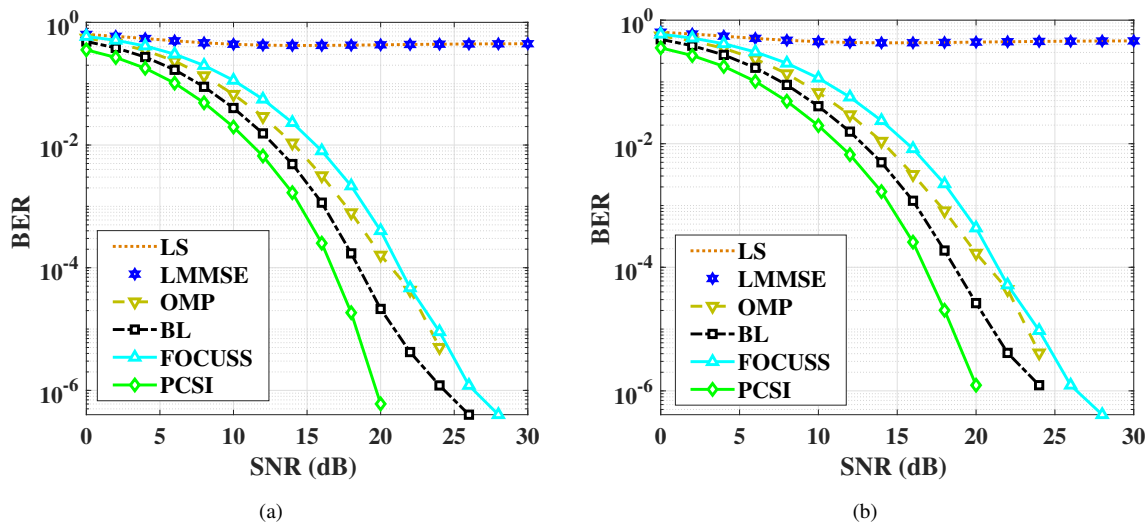 10^0
10^-2
10^-4
10^-6
BER
0 5 10 15 20 25 30
SNR (dB)
LS
LMMSE
OMP
BL
FOCUSS
PCSI
(a)
10^0
10^-2
10^-4
10^-6
BER
0 5 10 15 20 25 30
SNR (dB)
LS
LMMSE
OMP
BL
FOCUSS
PCSI
(b)